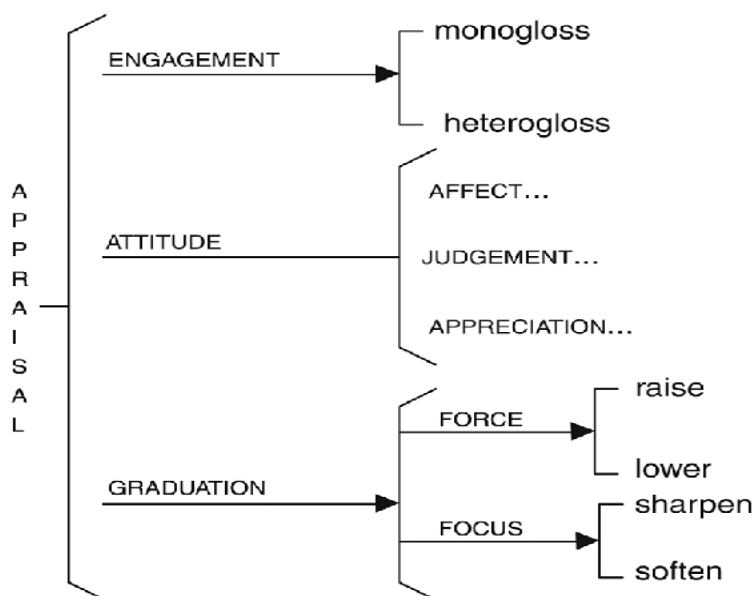 APPRAISAL
ENGAGEMENT
monogloss
heterogloss
ATTITUDE
AFFECT...
JUDGEMENT...
APPRECIATION...
GRADUATION
FORCE
raise
lower
FOCUS
sharpen
soften